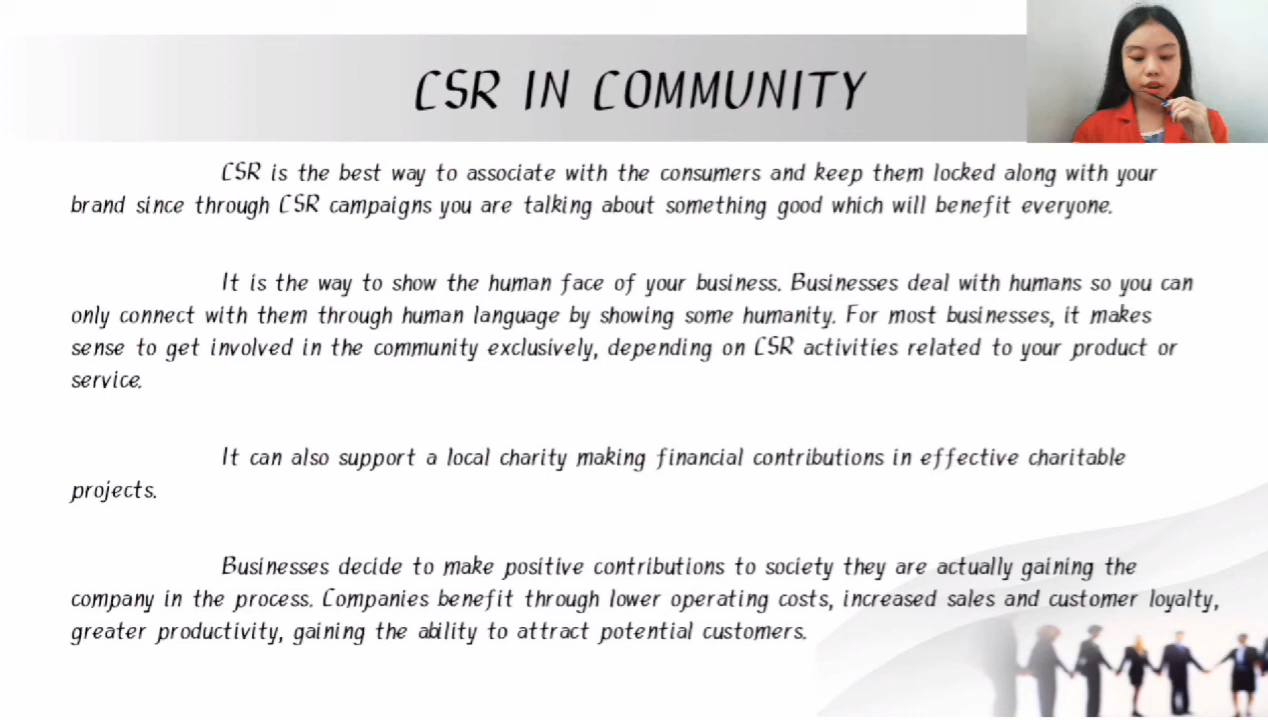 CSR IN COMMUNITY
CSR is the best way to associate with the consumers and keep them locked along with your
brand since through CSR campaigns you are talking about something good which will benefit everyone.
It is the way to show the human face of your business. Businesses deal with humans so you can
only connect with them through human language by showing some humanity. For most businesses, it makes
sense to get involved in the community exclusively, depending on CSR activities related to your product or
service.
It can also support a local charity making financial contributions in effective charitable
projects.
Businesses decide to make positive contributions to society they are actually gaining the
company in the process. Companies benefit through lower operating costs, increased sales and customer loyalty,
greater productivity, gaining the ability to attract potential customers.